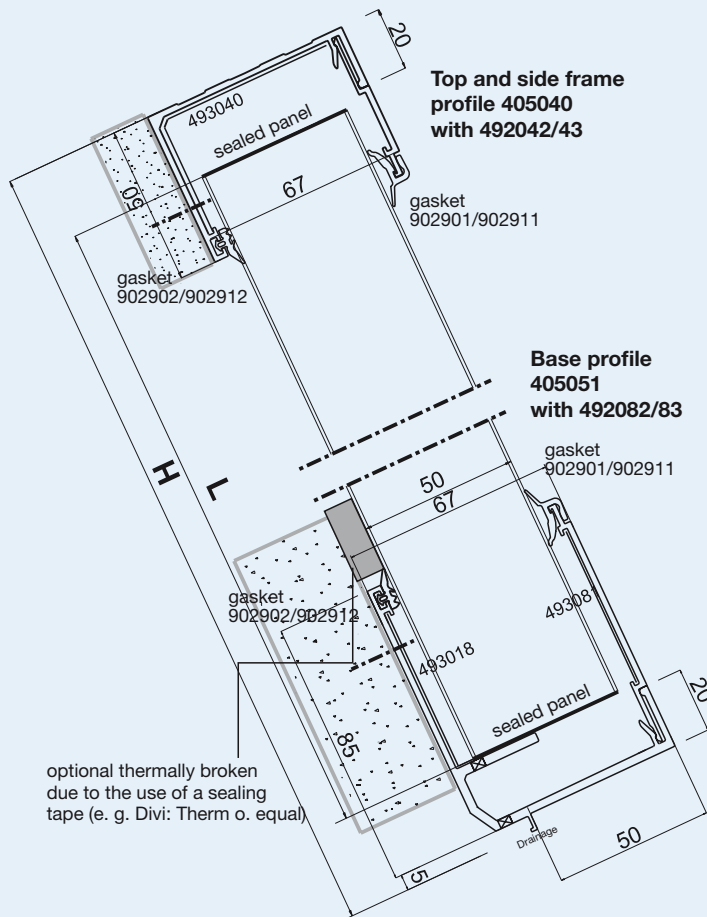 20
Top and side frame
profile 405040
with 492042/43
493040
sealed panel
50
67
gasket
902901/902911
gasket
902902/902912
Base profile
405051
with 492082/83
gasket
902901/902911
H
L
50
67
gasket
902902/902912
493081
493018
20
sealed panel
85
optional thermally broken
due to the use of a sealing
tape (e. g. Divi: Therm o. equal)
Drainage
50
5